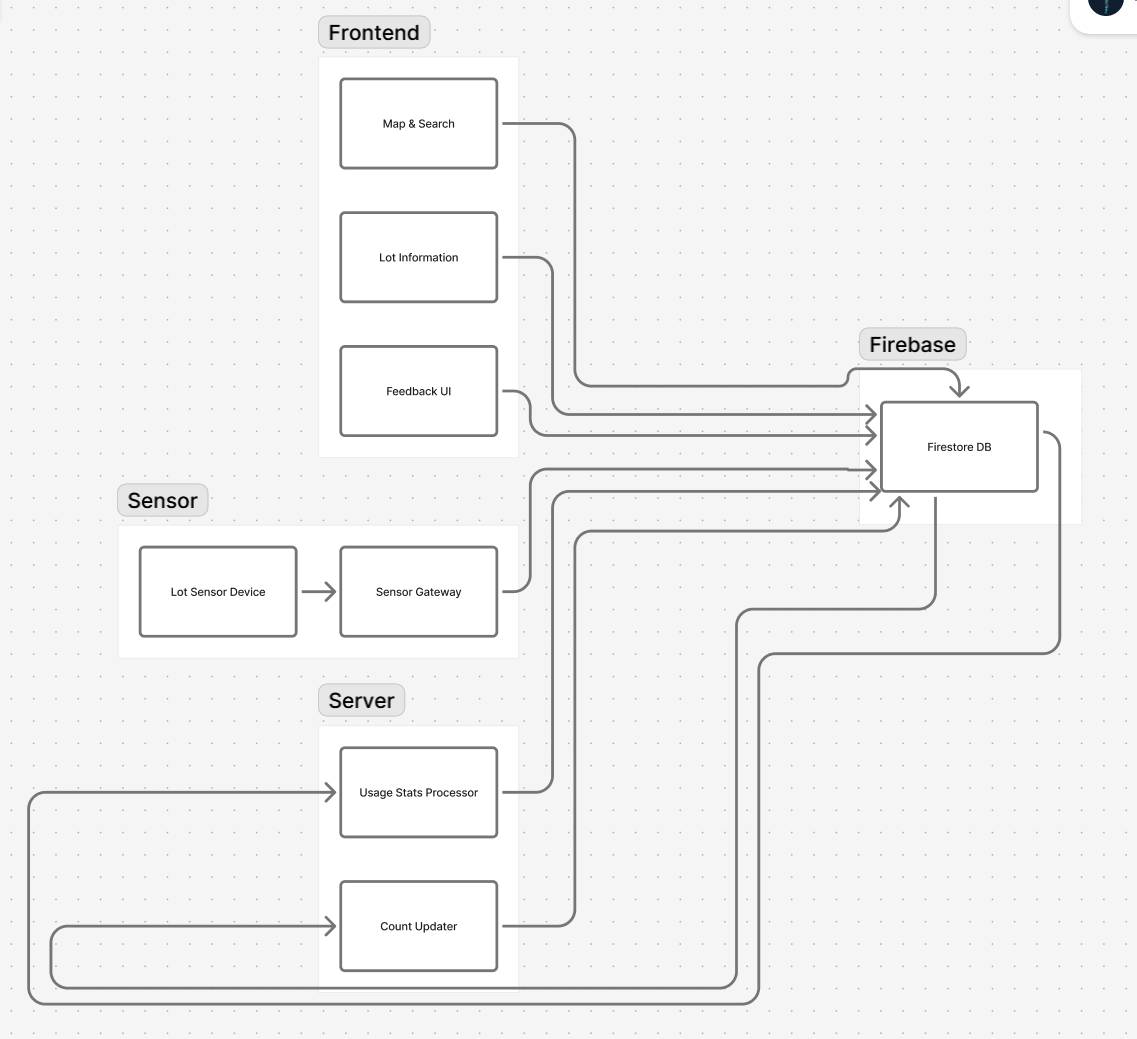 Frontend
Map & Search
Lot Information
Feedback UI
Firebase
Firestore DB
Sensor
Lot Sensor Device
Sensor Gateway
Server
Usage Stats Processor
Count Updater